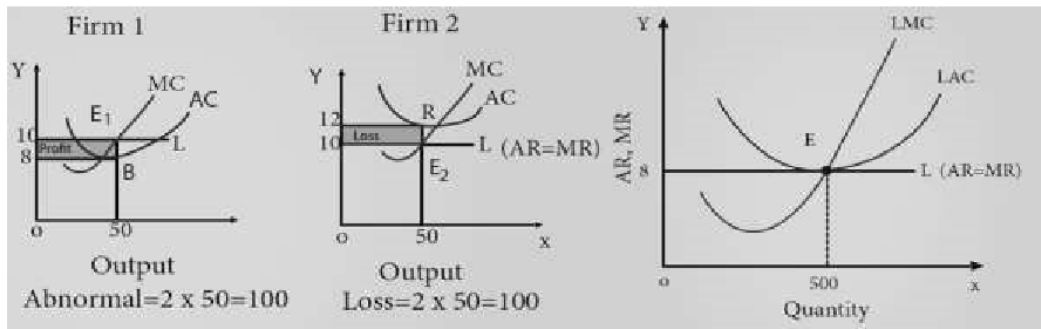 Firm 1
Y
MC
AC
E1
10
Profit
L
8
B
o
50
Output
Abnormal=2 x 50=100
Firm 2
Y
MC
AC
12
R
Loss
10
L (AR=MR)
E2
o
50
x
Output
Loss=2 x 50=100
Y
LMC
LAC
AR, MR
E
8
L (AR=MR)
o
500
x
Quantity